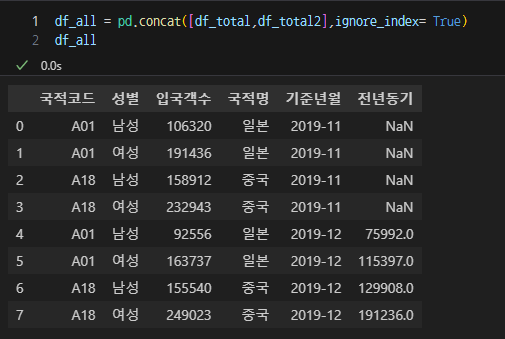 1 df_all = pd.concat([df_total,df_total2],ignore_index= True)
2 df_all
0.0s
국적코드 성별 입국객수 국적명 기준년월 전년동기
0 A01 남성 106320 일본 2019-11 NaN
1 A01 여성 191436 일본 2019-11 NaN
2 A18 남성 158912 중국 2019-11 NaN
3 A18 여성 232943 중국 2019-11 NaN
4 A01 남성 92556 일본 2019-12 75992.0
5 A01 여성 163737 일본 2019-12 115397.0
6 A18 남성 155540 중국 2019-12 129908.0
7 A18 여성 249023 중국 2019-12 191236.0